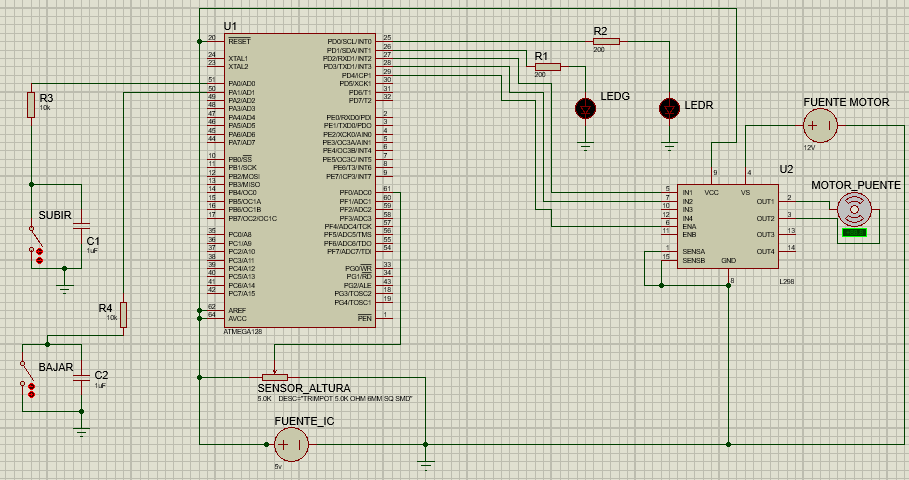 U1
20 RESET
24 XTAL1
23 XTAL2
51 PA0/AD0
50 PA1/AD1
49 PA2/AD2
48 PA3/AD3
47 PA4/AD4
46 PA5/AD5
45 PA6/AD6
44 PA7/AD7
10 PB0/SS
11 PB1/SCK
12 PB2/MOSI
13 PB3/MISO
14 PB4/OC0
15 PB5/OC1A
16 PB6/OC1B
17 PB7/OC2/OC1C
35 PC0/A8
36 PC1/A9
37 PC2/A10
38 PC3/A11
39 PC4/A12
40 PC5/A13
41 PC6/A14
42 PC7/A15
62 AREF
64 AVCC
PD0/SCL/INT0 25
PD1/SDA/INT1 26
PD2/RXD1/INT2 27
PD3/TXD1/INT3 28
PD4/ICP1 29
PD5/XCK1 30
PD6/T1 31
PD7/T2 32
PE0/RXD0/PDI 2
PE1/TXD0/PDO 3
PE2/XCK0/AIN0 4
PE3/OC3A/AIN1 5
PE4/OC3B/INT4 6
PE5/OC3C/INT5 7
PE6/T3/INT6 8
PE7/ICP3/INT7 9
PF0/ADC0 61
PF1/ADC1 60
PF2/ADC2 59
PF3/ADC3 58
PF4/ADC4/TCK 57
PF5/ADC5/TMS 56
PF6/ADC6/TDO 55
PF7/ADC7/TDI 54
PG0/WR 33
PG1/RD 34
PG2/ALE 43
PG3/TOSC2 18
PG4/TOSC1 19
PEN 1
ATMEGA128
R3
10k
SUBIR
C1
1uF
R4
10k
BAJAR
C2
1uF
R2
200
R1
200
LEDG
LEDR
FUENTE MOTOR
12V
U2
9
4
VCC
VS
5 IN1
7 IN2
10 IN3
12 IN4
6 ENA
11 ENB
1 SENSA
15 SENSB
OUT1 2
OUT2 3
OUT3 13
OUT4 14
GND
8
L298
MOTOR_PUENTE
SENSOR_ALTURA
5.0K DESC="TRIMPOT 5.0K OHM 6MM SQ SMD"
FUENTE_IC
5v